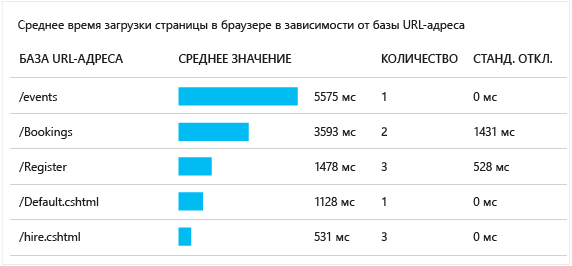 Среднее время загрузки страницы в браузере в зависимости от базы URL-адреса
БАЗА URL-АДРЕСА СРЕДНЕЕ ЗНАЧЕНИЕ КОЛИЧЕСТВО СТАНД. ОТКЛ.
/events 5575 мс 1 0 мс
/Bookings 3593 мс 2 1431 мс
/Register 1478 мс 3 528 мс
/Default.cshtml 1128 мс 1 0 мс
/hire.cshtml 531 мс 3 0 мс